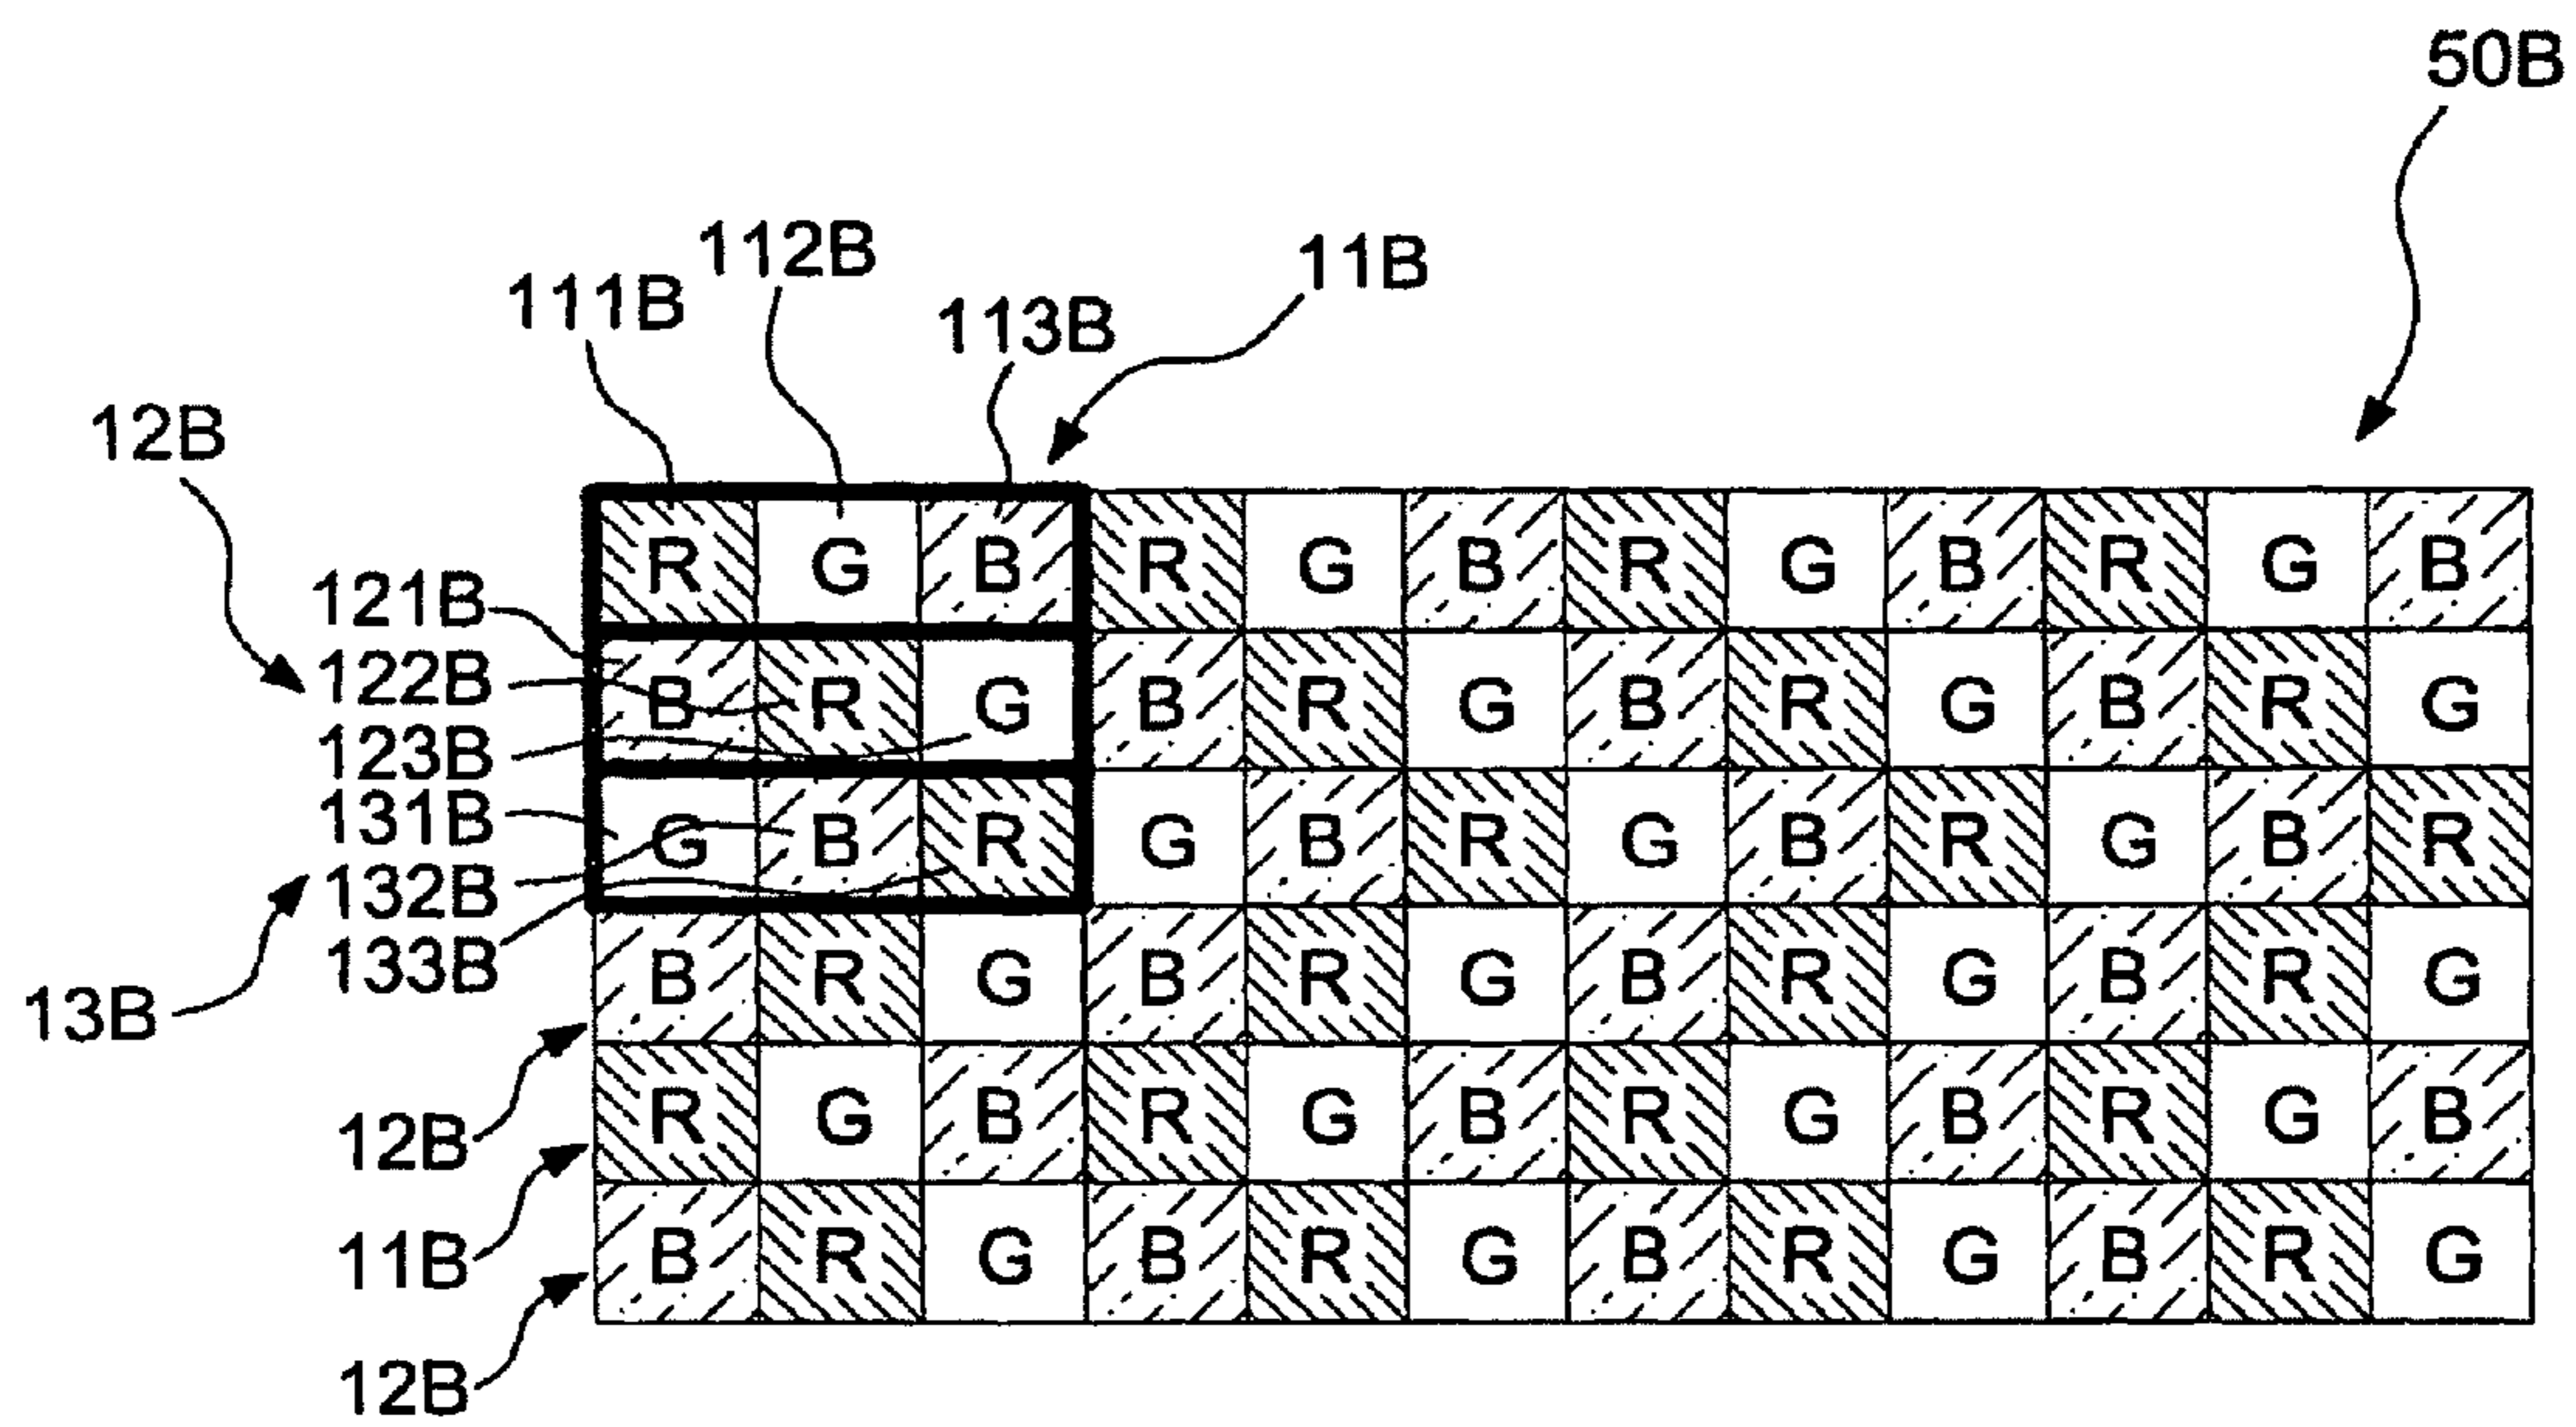 50B
112B
11B
111B
113B
12B
R G B R G B R G B R G B
121B
122B
B R G B R G B R G B R G
123B
131B
G B R G B R G B R G B R
132B
133B
B R G B R G B R G B R G
13B
12B
R G B R G B R G B R G B
11B
B R G B R G B R G B R G
12B